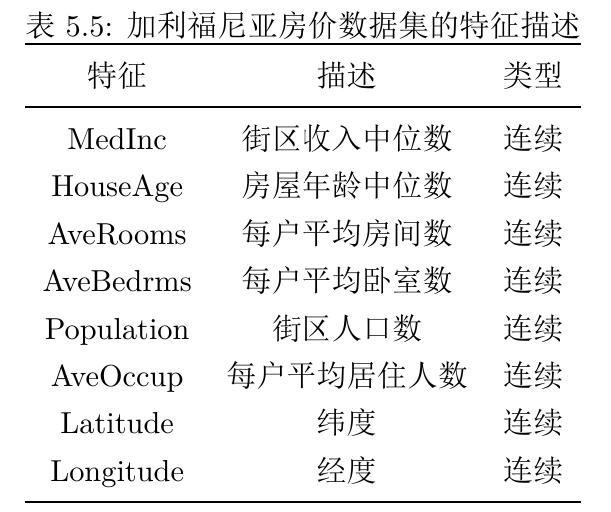 表 5.5: 加利福尼亚房价数据集的特征描述
特征 描述 类型
MedInc 街区收入中位数 连续
HouseAge 房屋年龄中位数 连续
AveRooms 每户平均房间数 连续
AveBedrms 每户平均卧室数 连续
Population 街区人口数 连续
AveOccup 每户平均居住人数 连续
Latitude 纬度 连续
Longitude 经度 连续